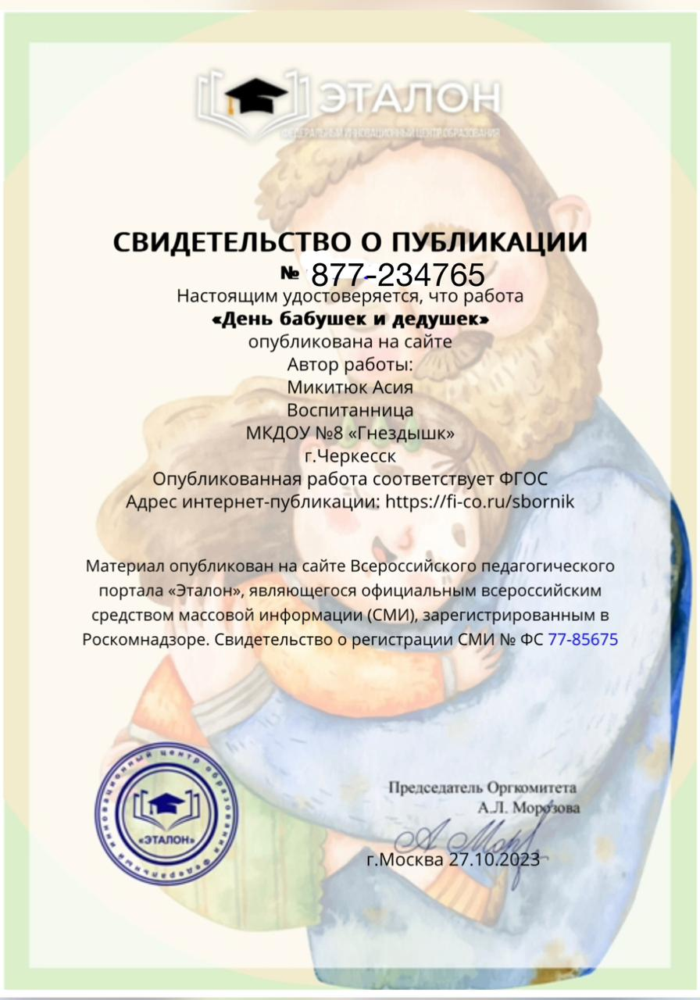 ЭТАЛОН
ФЕДЕРАЛЬНЫЙ ИННОВАЦИОННЫЙ ЦЕНТР ОБРАЗОВАНИЯ
СВИДЕТЕЛЬСТВО О ПУБЛИКАЦИИ
№ 877-234765
Настоящим удостоверяется, что работа
«День бабушек и дедушек»
опубликована на сайте
Автор работы:
Микитюк Асия
Воспитанница
МКДОУ №8 «Гнездышк»
г.Черкесск
Опубликованная работа соответствует ФГОС
Адрес интернет-публикации: https://fi-co.ru/sbornik
Материал опубликован на сайте Всероссийского педагогического
портала «Эталон», являющегося официальным всероссийским
средством массовой информации (СМИ), зарегистрированным в
Роскомнадзоре. Свидетельство о регистрации СМИ № ФС 77-85675
Федеральный инновационный центр образования
«ЭТАЛОН»
Председатель Оргкомитета
А.Л. Морозова
г.Москва 27.10.2023